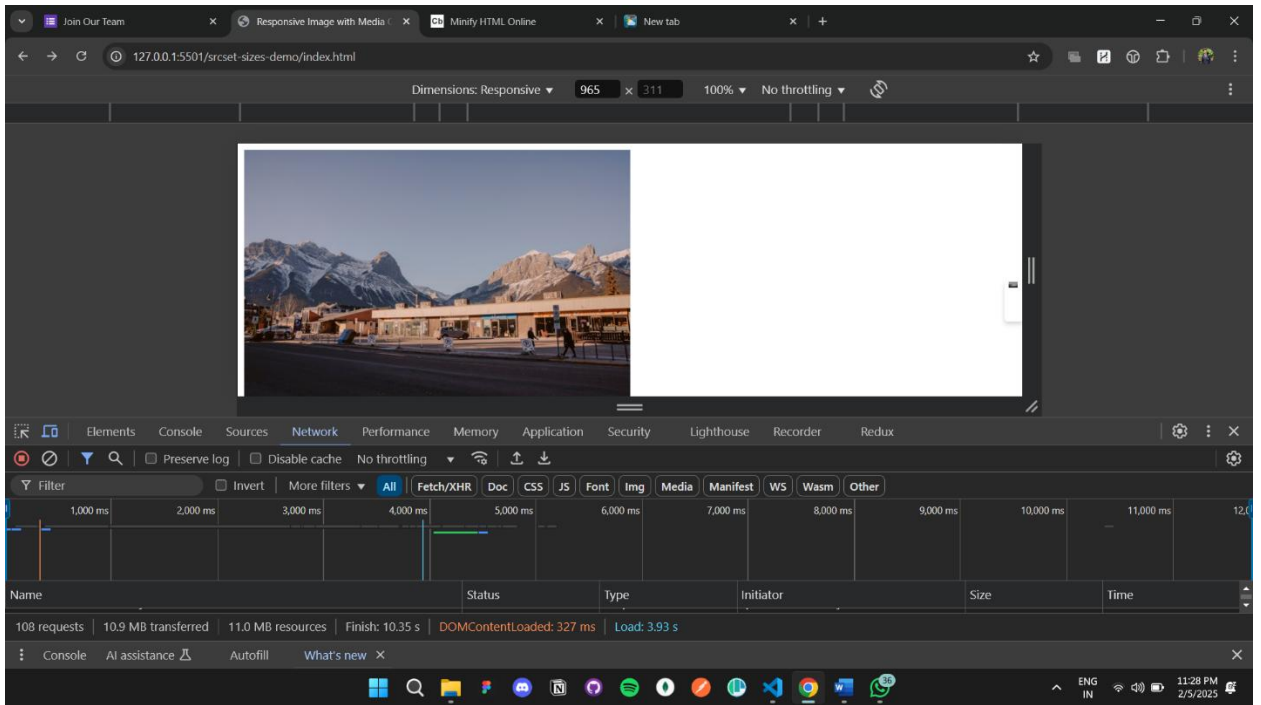 Join Our Team × Responsive Image with Media C × Cb Minify HTML Online × New tab × +
127.0.0.1:5501/srcset-sizes-demo/index.html
Dimensions: Responsive ▼ 965 × 311 100% ▼ No throttling ▼
Elements Console Sources Network Performance Memory Application Security Lighthouse Recorder Redux
Preserve log Disable cache No throttling ▼
Filter Invert More filters ▼ All Fetch/XHR Doc CSS JS Font Img Media Manifest WS Wasm Other
1,000 ms 2,000 ms 3,000 ms 4,000 ms 5,000 ms 6,000 ms 7,000 ms 8,000 ms 9,000 ms 10,000 ms 11,000 ms 12,0
Name Status Type Initiator Size Time
108 requests 10.9 MB transferred 11.0 MB resources Finish: 10.35 s DOMContentLoaded: 327 ms Load: 3.93 s
Console AI assistance Autofill What's new ×
36 ENG 11:28 PM
IN 2/5/2025